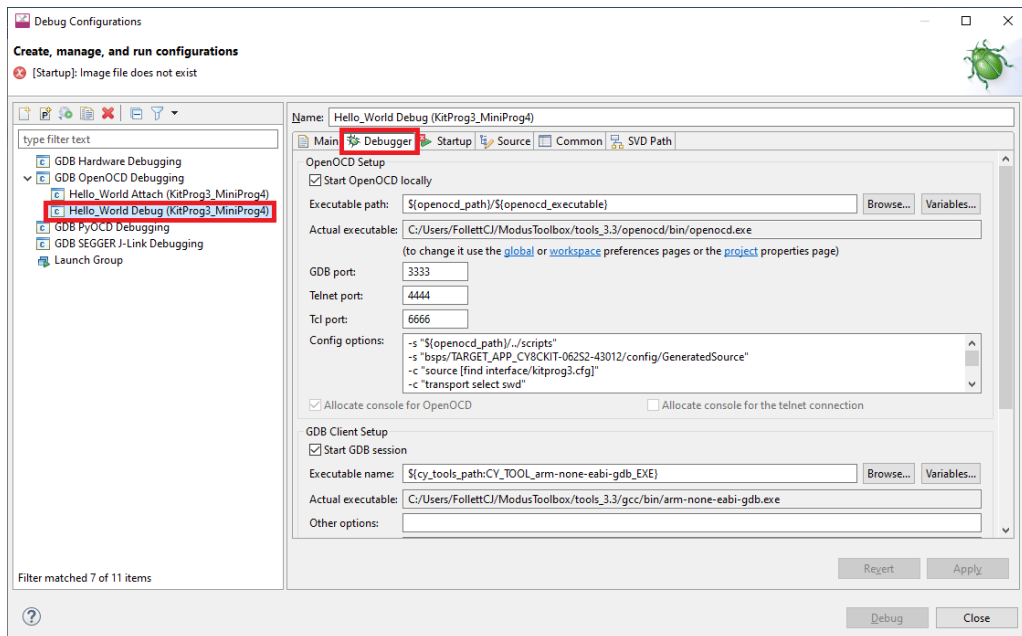 Debug Configurations
Create, manage, and run configurations
[Startup]: Image file does not exist
type filter text
GDB Hardware Debugging
GDB OpenOCD Debugging
Hello_World Attach (KitProg3_MiniProg4)
Hello_World Debug (KitProg3_MiniProg4)
GDB PyOCD Debugging
GDB SEGGER J-Link Debugging
Launch Group
Filter matched 7 of 11 items
Name: Hello_World Debug (KitProg3_MiniProg4)
Main Debugger Startup Source Common SVD Path
OpenOCD Setup
Start OpenOCD locally
Executable path: ${openocd_path}/${openocd_executable} Browse... Variables...
Actual executable: C:/Users/FollettCJ/ModusToolbox/tools_3.3/openocd/bin/openocd.exe
(to change it use the global or workspace preferences pages or the project properties page)
GDB port: 3333
Telnet port: 4444
Tcl port: 6666
Config options: -s "${openocd_path}/../scripts"
-s "bsps/TARGET_APP_CY8CKIT-062S2-43012/config/GeneratedSource"
-c "source [find interface/kitprog3.cfg]"
-c "transport select swd"
Allocate console for OpenOCD Allocate console for the telnet connection
GDB Client Setup
Start GDB session
Executable name: ${cy_tools_path:CY_TOOL_arm-none-eabi-gdb_EXE} Browse... Variables...
Actual executable: C:/Users/FollettCJ/ModusToolbox/tools_3.3/gcc/bin/arm-none-eabi-gdb.exe
Other options:
Revert Apply
Debug Close